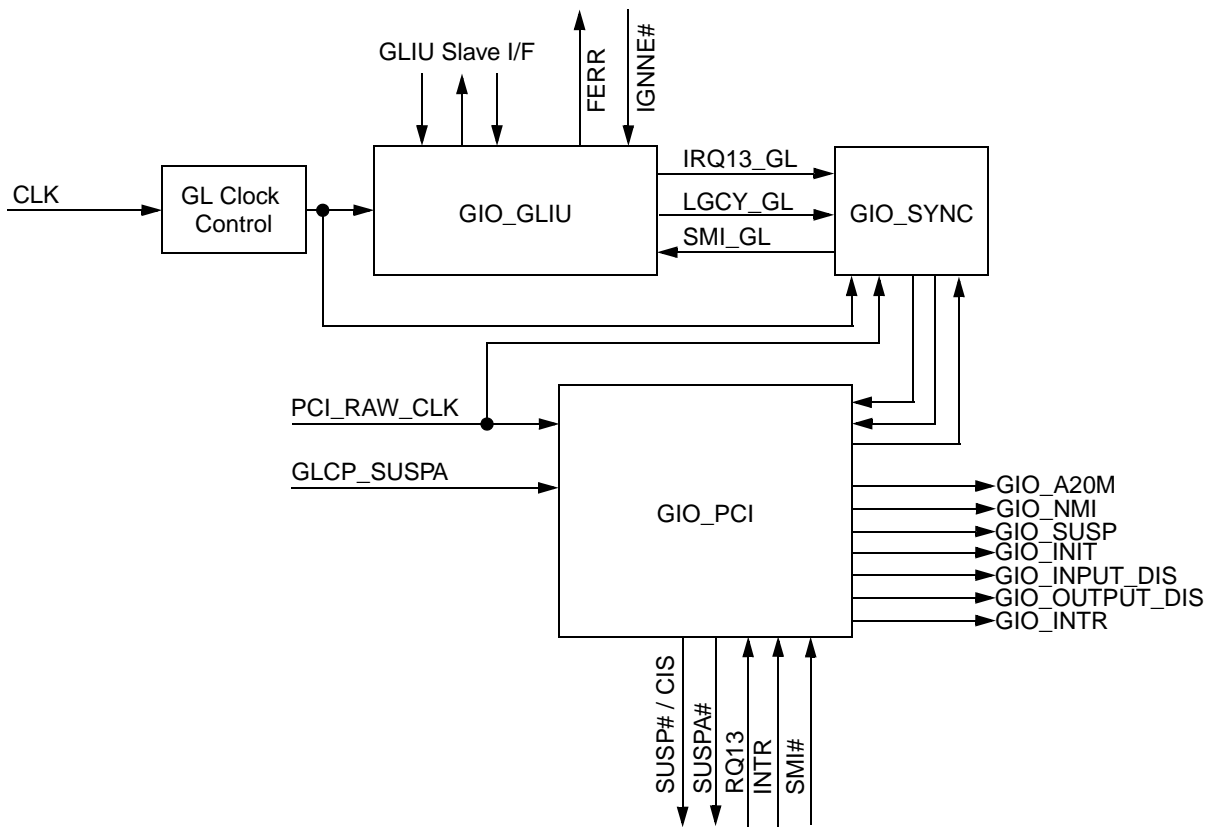 GLIU Slave I/F
FERR
IGNNE#
CLK
GL Clock
Control
GIO_GLIU
IRQ13_GL
LGCY_GL
SMI_GL
GIO_SYNC
PCI_RAW_CLK
GLCP_SUSPA
GIO_PCI
GIO_A20M
GIO_NMI
GIO_SUSP
GIO_INIT
GIO_INPUT_DIS
GIO_OUTPUT_DIS
GIO_INTR
SUSP# / CIS
SUSPA#
RQ13
INTR
SMI#